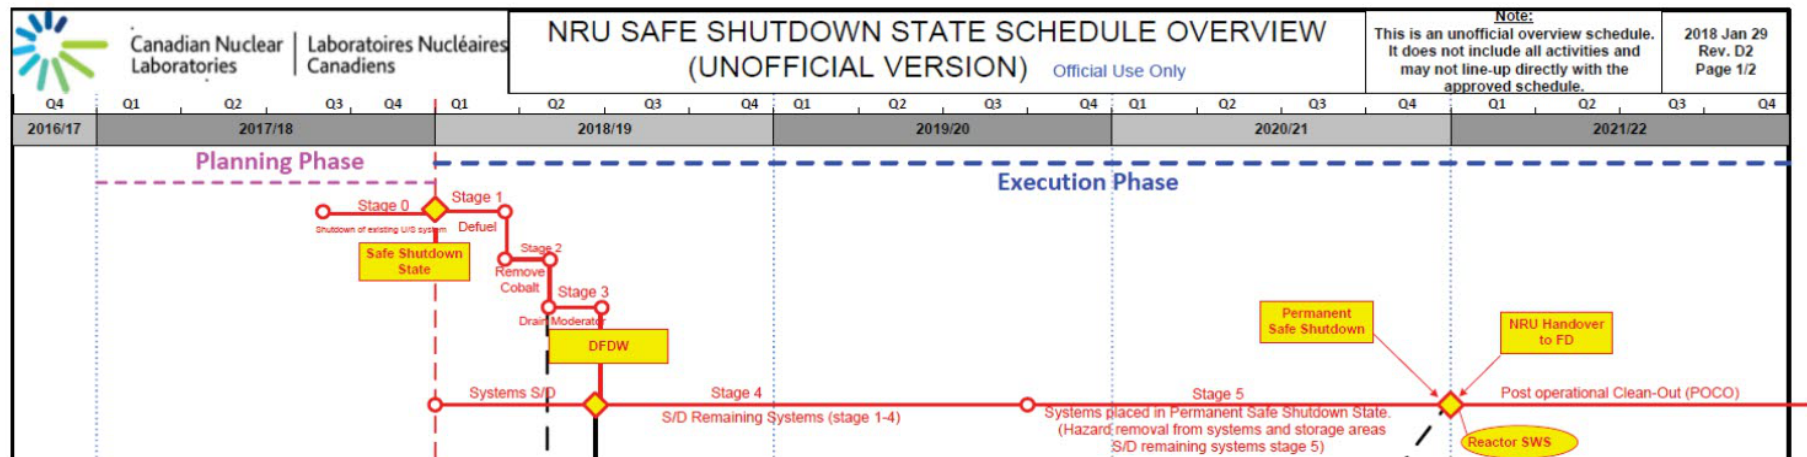 Canadian Nuclear Laboratories
Laboratoires Nucléaires Canadiens
NRU SAFE SHUTDOWN STATE SCHEDULE OVERVIEW
(UNOFFICIAL VERSION) Official Use Only
Note:
This is an unofficial overview schedule.
It does not include all activities and
may not line-up directly with the
approved schedule.
2018 Jan 29
Rev. D2
Page 1/2
Q4 Q1 Q2 Q3 Q4 Q1 Q2 Q3 Q4 Q1 Q2 Q3 Q4 Q1 Q2 Q3 Q4 Q1 Q2 Q3 Q4
2016/17 2017/18 2018/19 2019/20 2020/21 2021/22
Planning Phase
Execution Phase
Stage 0
Shutdown of existing U/S system
Safe Shutdown
State
Stage 1
Defuel
Stage 2
Remove
Cobalt
Stage 3
Drain Moderator
DFDW
Systems S/D
Stage 4
S/D Remaining Systems (stage 1-4)
Stage 5
Systems placed in Permanent Safe Shutdown State.
(Hazard removal from systems and storage areas
S/D remaining systems stage 5)
Permanent
Safe Shutdown
NRU Handover
to FD
Post operational Clean-Out (POCO)
Reactor SWS